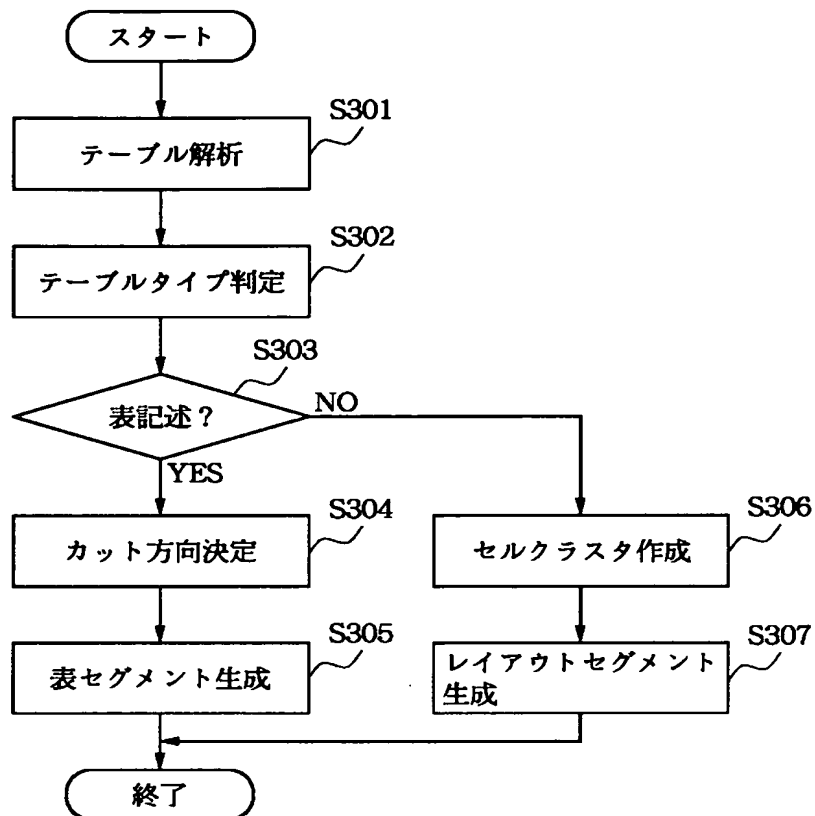 スタート
S301
テーブル解析
S302
テーブルタイプ判定
S303
表記述？
NO
YES
S304
カット方向決定
S306
セルクラスタ作成
S305
表セグメント生成
S307
レイアウトセグメント
生成
終了